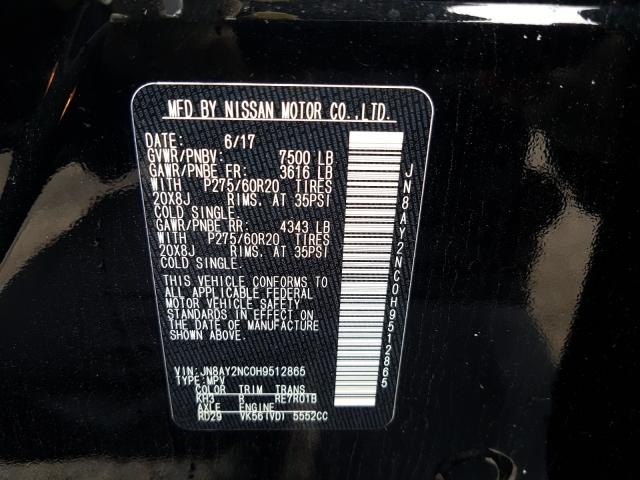 MFD BY NISSAN MOTOR CO.,LTD.
DATE: 6/17
GVWR/PNBV: 7500 LB
GAWR/PNBE FR: 3616 LB
WITH P275/60R20 TIRES
20X8J RIMS. AT 35PSI
COLD SINGLE.
GAWR/PNBE RR: 4343 LB
WITH P275/60R20 TIRES
20X8J RIMS. AT 35PSI
COLD SINGLE.
THIS VEHICLE CONFORMS TO
ALL APPLICABLE FEDERAL
MOTOR VEHICLE SAFETY
STANDARDS IN EFFECT ON
THE DATE OF MANUFACTURE
SHOWN ABOVE.
VIN:JN8AY2NC0H9512865
TYPE:MPV
COLOR TRIM TRANS
KH3 B RE7R01B
AXLE ENGINE
RD29 VK56(VD) 5552CC
JN8AY2NC0H9512865